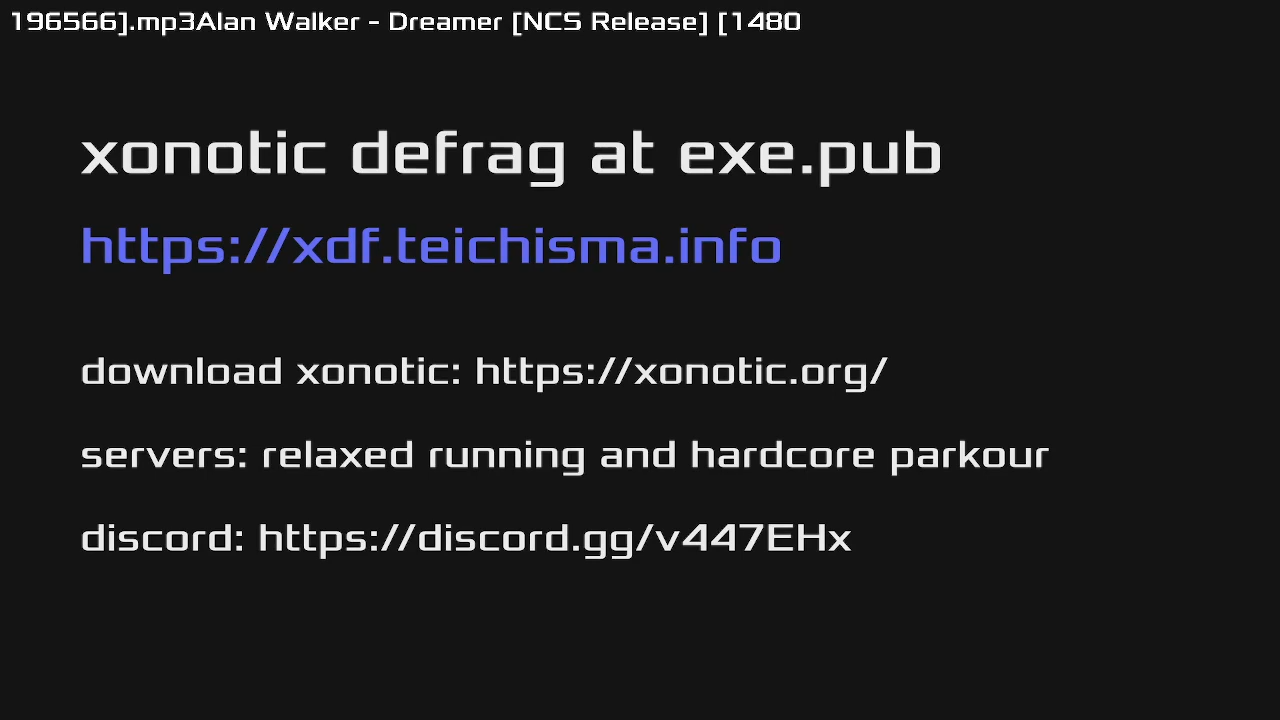 196566].mp3Alan Walker - Dreamer [NCS Release] [1480
xonotic defrag at exe.pub
https://xdf.teichisma.info
download xonotic: https://xonotic.org/
servers: relaxed running and hardcore parkour
discord: https://discord.gg/v447EHx